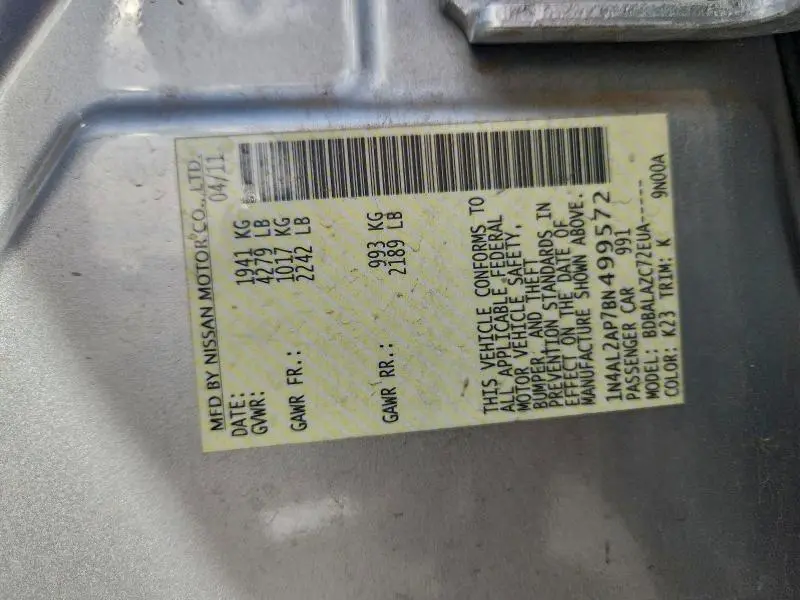 MFD BY NISSAN MOTOR CO., LTD.
DATE: 04/11
GVWR: 1941 KG
4279 LB
GAWR FR.: 1017 KG
2242 LB
GAWR RR.: 993 KG
2189 LB
THIS VEHICLE CONFORMS TO
ALL APPLICABLE FEDERAL
MOTOR VEHICLE SAFETY,
BUMPER, AND THEFT
PREVENTION STANDARDS IN
EFFECT ON THE DATE OF
MANUFACTURE SHOWN ABOVE.
1N4AL2AP7BN499572
PASSENGER CAR 991
MODEL: BDBALAZC72EUA-----
COLOR: K23 TRIM: K 9N00A